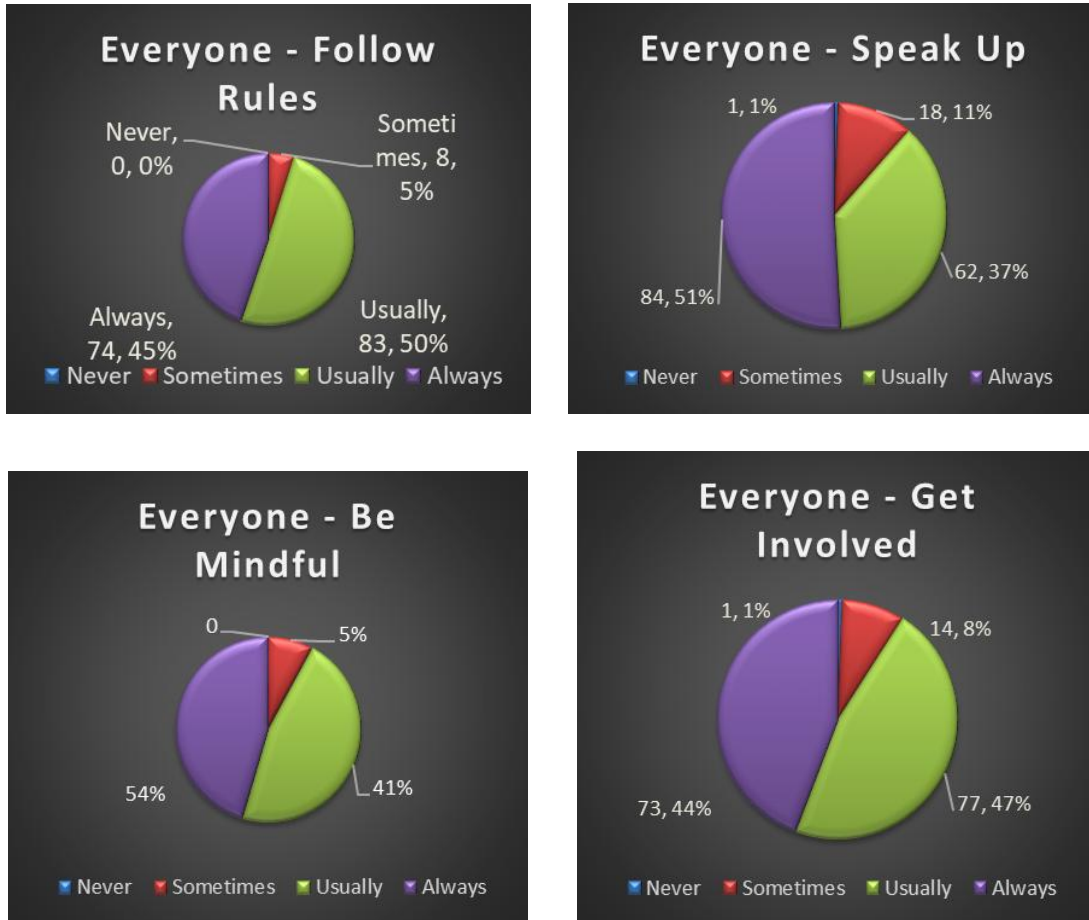 Everyone - Follow
Rules
Never,
0, 0%
Someti
mes, 8,
5%
Always,
74, 45%
Usually,
83, 50%
Never Sometimes Usually Always
Everyone - Speak Up
1, 1%
18, 11%
62, 37%
84, 51%
Never Sometimes Usually Always
Everyone - Be
Mindful
0
5%
41%
54%
Never Sometimes Usually Always
Everyone - Get
Involved
1, 1%
14, 8%
73, 44%
77, 47%
Never Sometimes Usually Always